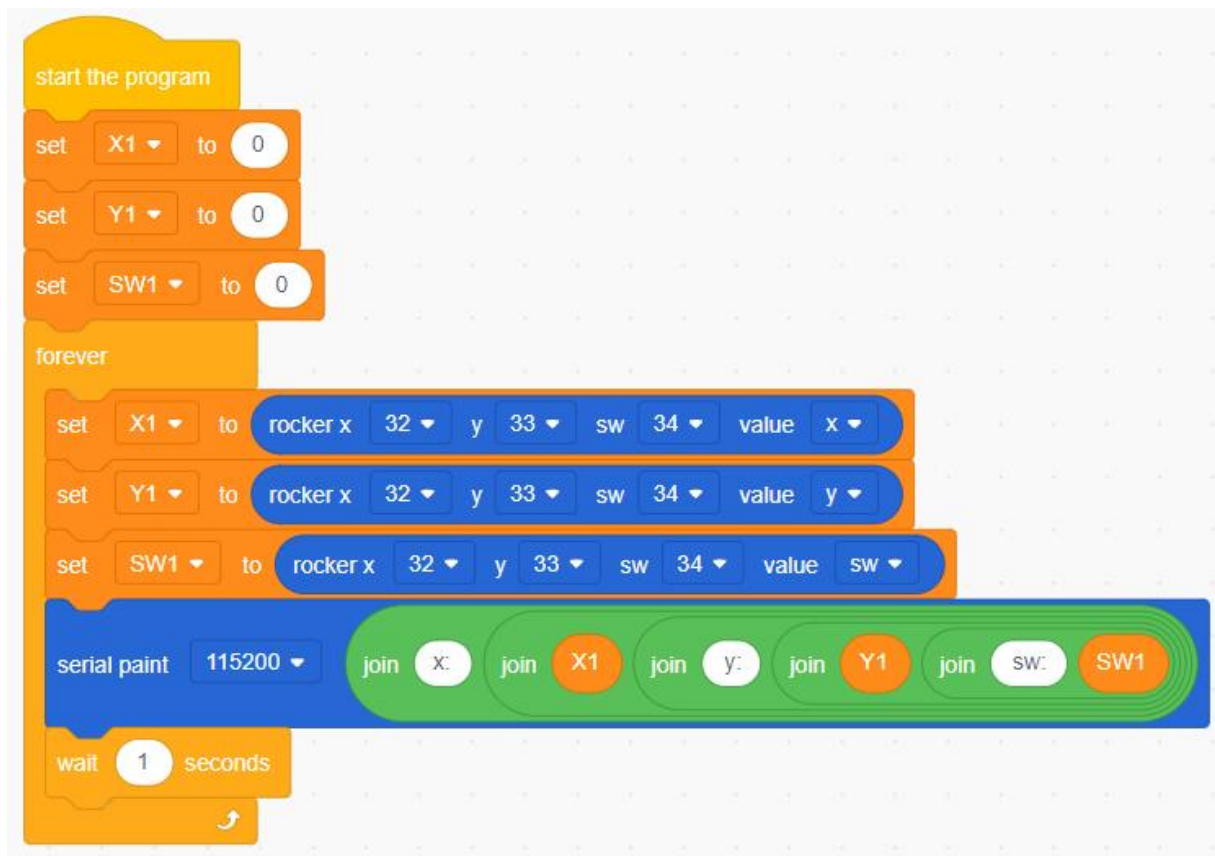 start the program
set X1 to 0
set Y1 to 0
set SW1 to 0
forever
set X1 to rocker x 32 y 33 sw 34 value x
set Y1 to rocker x 32 y 33 sw 34 value y
set SW1 to rocker x 32 y 33 sw 34 value sw
serial paint 115200 join x: join X1 join y: join Y1 join sw: SW1
wait 1 seconds